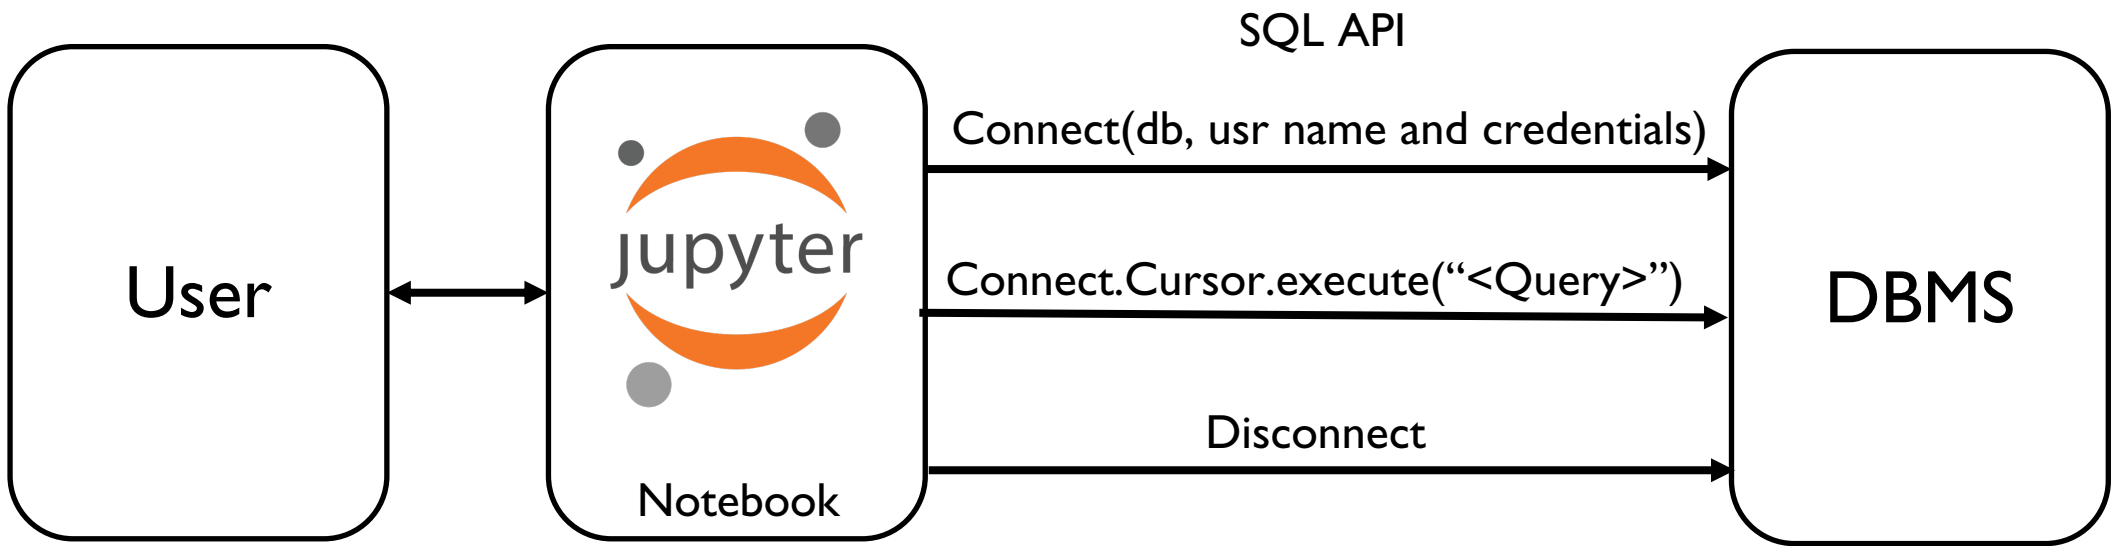 SQL API
Connect(db, usr name and credentials)
jupyter
User
Connect.Cursor.execute(“<Query>”)
DBMS
Disconnect
Notebook